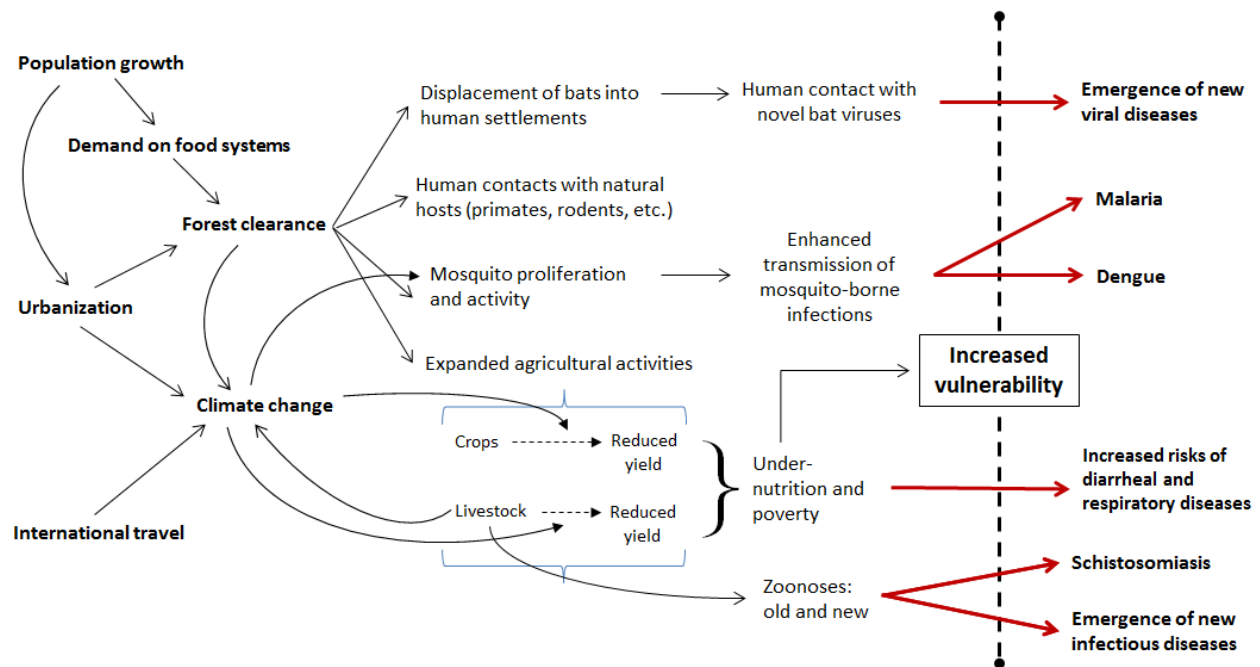 Population growth
Demand on food systems
Forest clearance
Urbanization
Climate change
International travel
Displacement of bats into
human settlements
Human contacts with natural
hosts (primates, rodents, etc.)
Mosquito proliferation
and activity
Expanded agricultural activities
Crops
Reduced
yield
Livestock
Reduced
yield
Human contact with
novel bat viruses
Enhanced
transmission of
mosquito-borne
infections
Under-
nutrition and
poverty
Zoonoses:
old and new
Increased
vulnerability
Emergence of new
viral diseases
Malaria
Dengue
Increased risks of
diarrheal and
respiratory diseases
Schistosomiasis
Emergence of new
infectious diseases